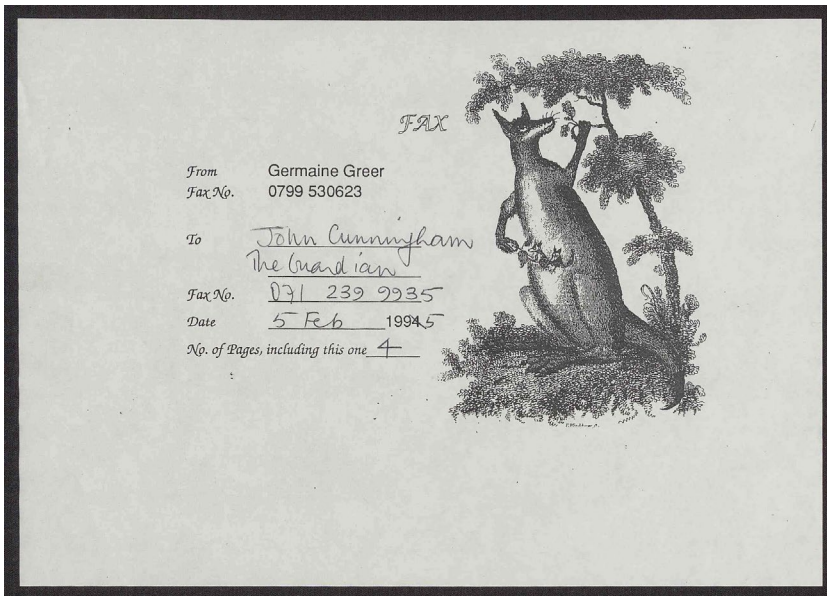 FAX
From Germaine Greer
Fax No. 0799 530623
To John Cunningham
The Guardian
Fax No. 071 239 9935
Date 5 Feb 19945
No. of Pages, including this one 4